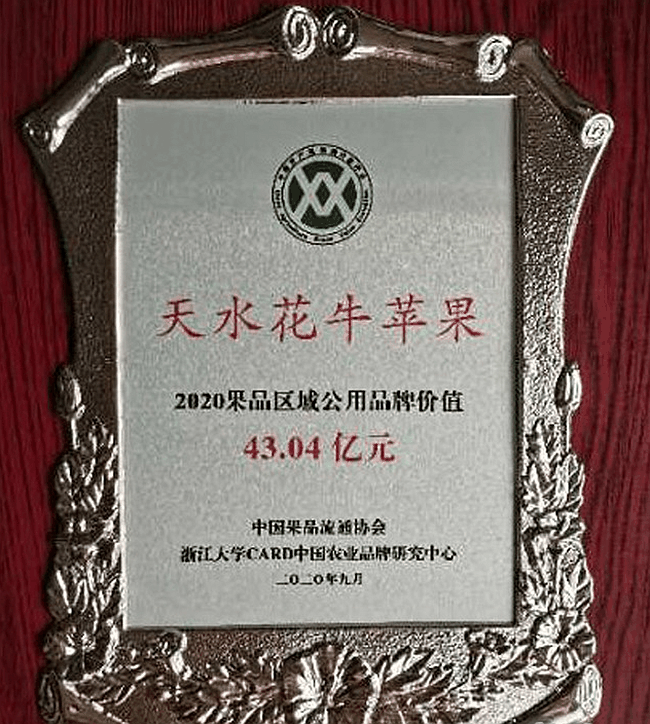 天水花牛苹果
2020果品区域公用品牌价值
43.04 亿元
中国果品流通协会
浙江大学CARD中国农业品牌研究中心
二〇二〇年九月